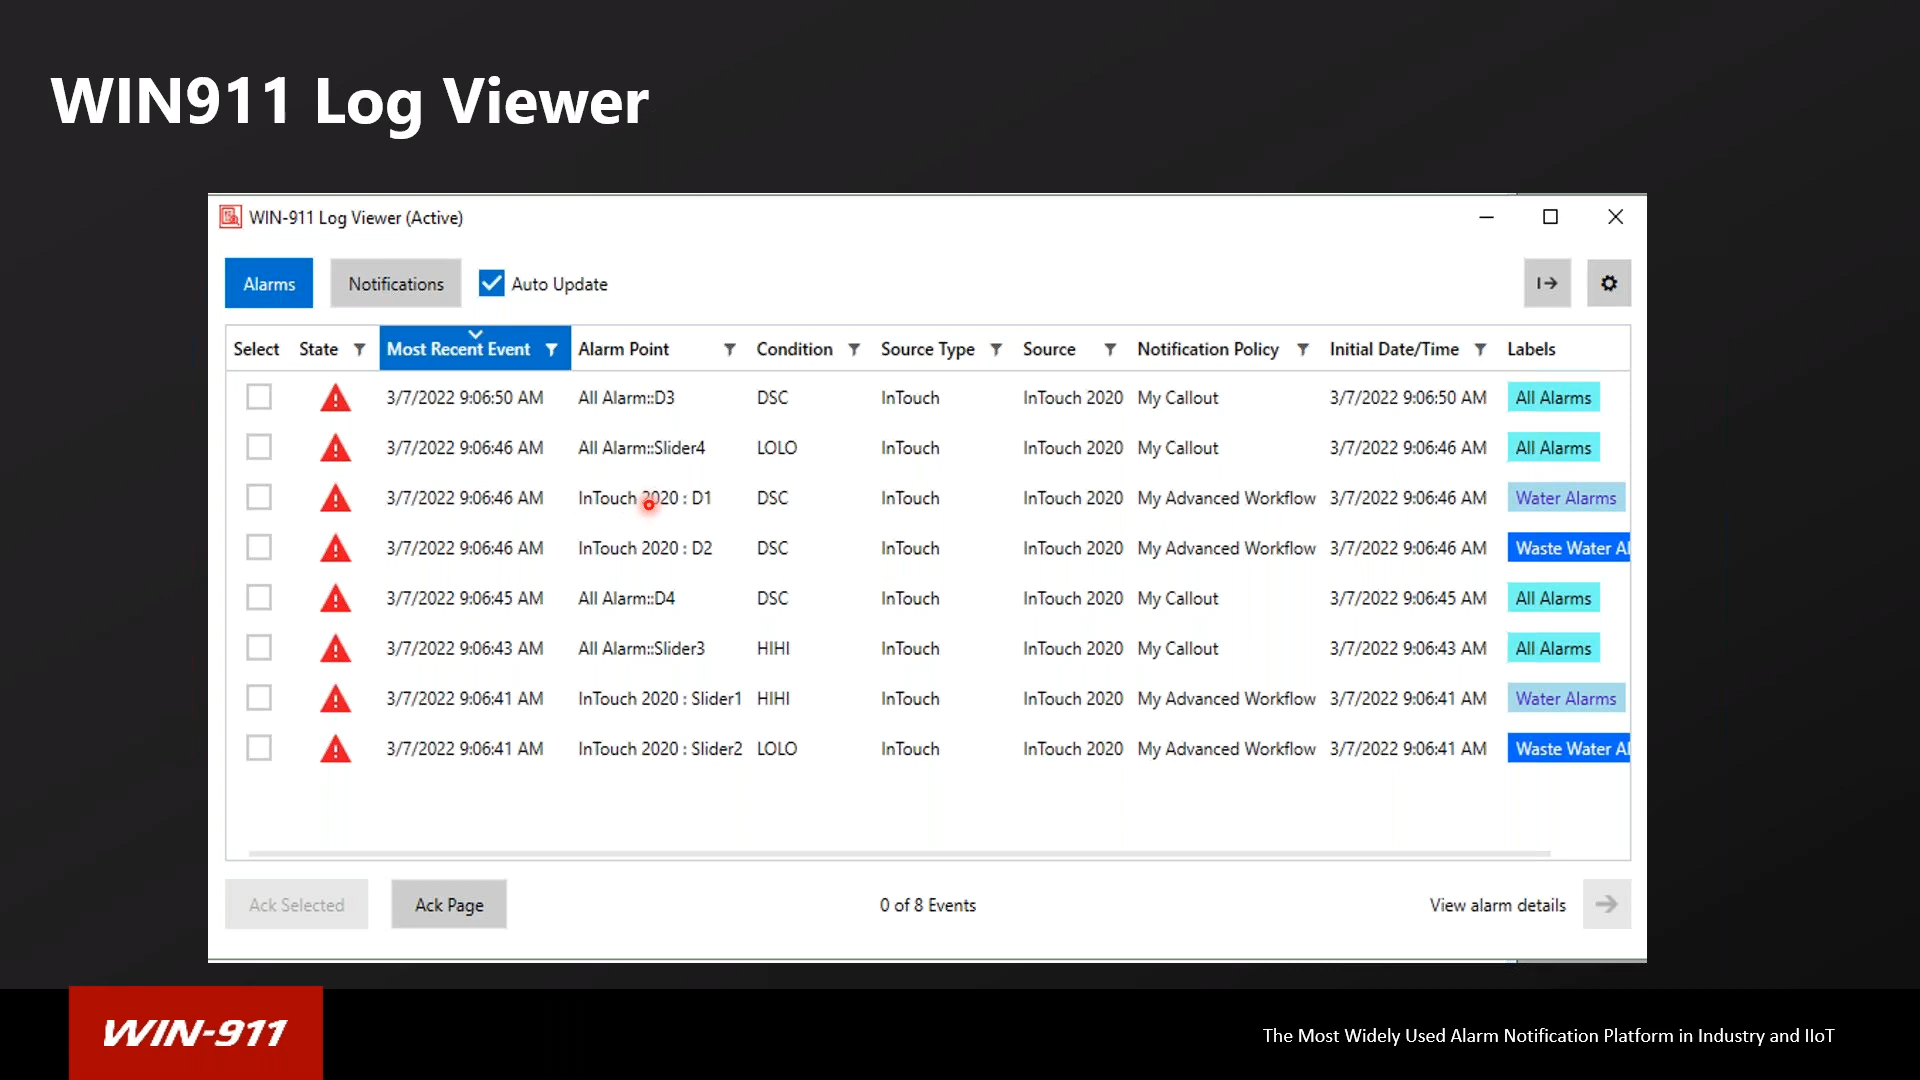 WIN911 Log Viewer
WIN-911 Log Viewer (Active)
Alarms Notifications Auto Update
Select State Most Recent Event Alarm Point Condition Source Type Source Notification Policy Initial Date/Time Labels
3/7/2022 9:06:50 AM All Alarm::D3 DSC InTouch InTouch 2020 My Callout 3/7/2022 9:06:50 AM All Alarms
3/7/2022 9:06:46 AM All Alarm::Slider4 LOLO InTouch InTouch 2020 My Callout 3/7/2022 9:06:46 AM All Alarms
3/7/2022 9:06:46 AM InTouch 2020 : D1 DSC InTouch InTouch 2020 My Advanced Workflow 3/7/2022 9:06:46 AM Water Alarms
3/7/2022 9:06:46 AM InTouch 2020 : D2 DSC InTouch InTouch 2020 My Advanced Workflow 3/7/2022 9:06:46 AM Waste Water Al
3/7/2022 9:06:45 AM All Alarm::D4 DSC InTouch InTouch 2020 My Callout 3/7/2022 9:06:45 AM All Alarms
3/7/2022 9:06:43 AM All Alarm::Slider3 HIHI InTouch InTouch 2020 My Callout 3/7/2022 9:06:43 AM All Alarms
3/7/2022 9:06:41 AM InTouch 2020 : Slider1 HIHI InTouch InTouch 2020 My Advanced Workflow 3/7/2022 9:06:41 AM Water Alarms
3/7/2022 9:06:41 AM InTouch 2020 : Slider2 LOLO InTouch InTouch 2020 My Advanced Workflow 3/7/2022 9:06:41 AM Waste Water Al
Ack Selected Ack Page 0 of 8 Events View alarm details
WIN-911
The Most Widely Used Alarm Notification Platform in Industry and IIoT